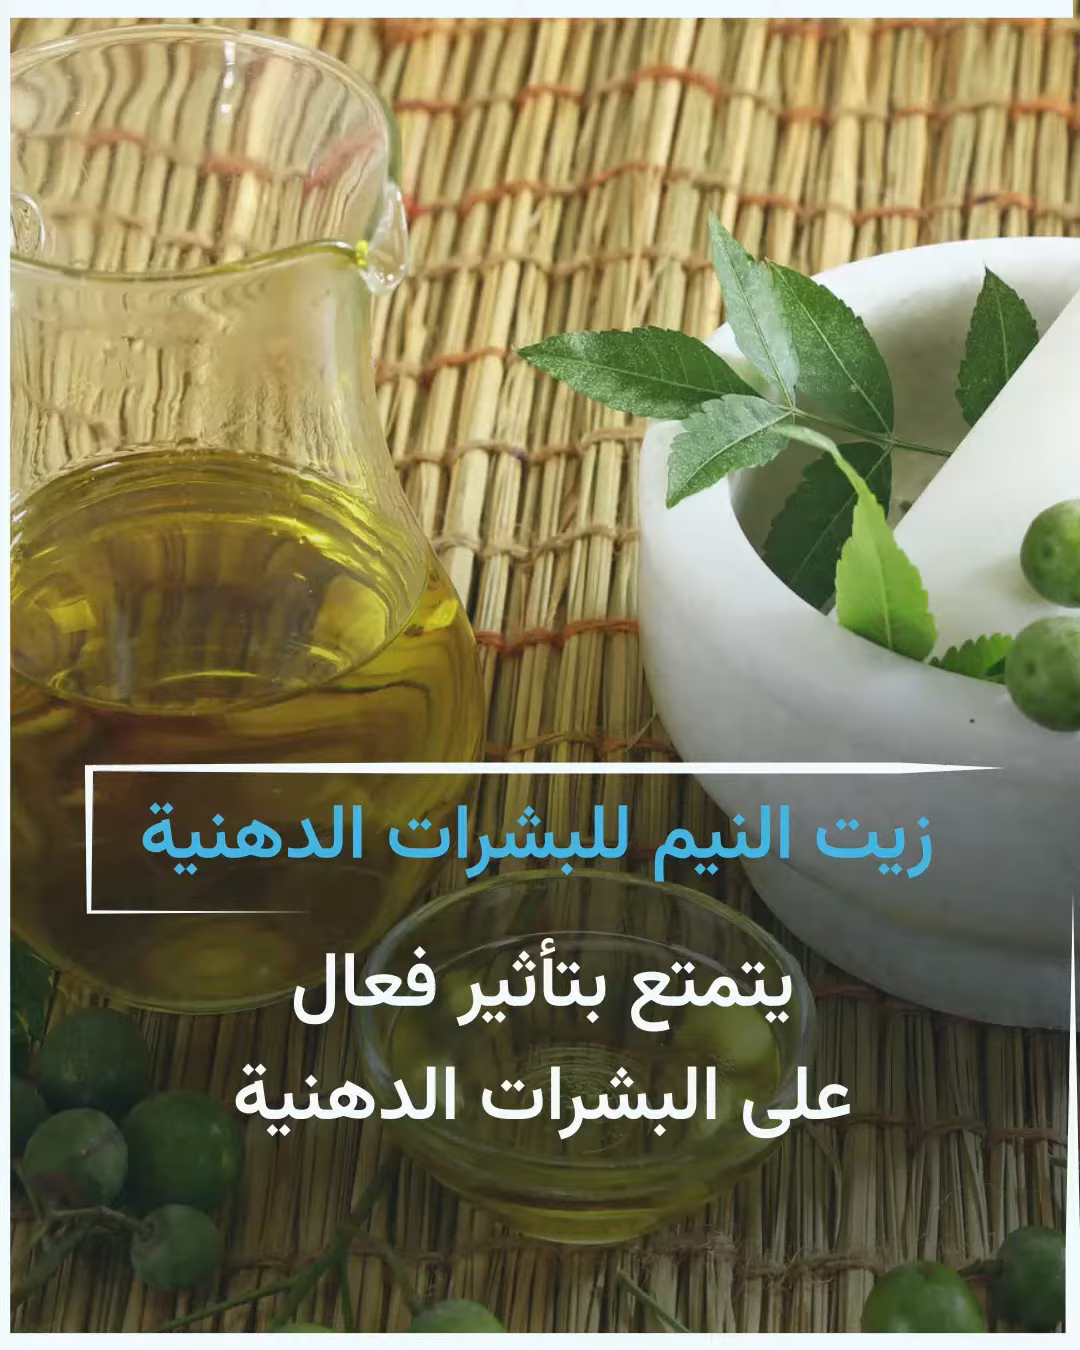 زيت النيم للبشرات الدهنية
يتمتع بتأثير فعال
على البشرات الدهنية